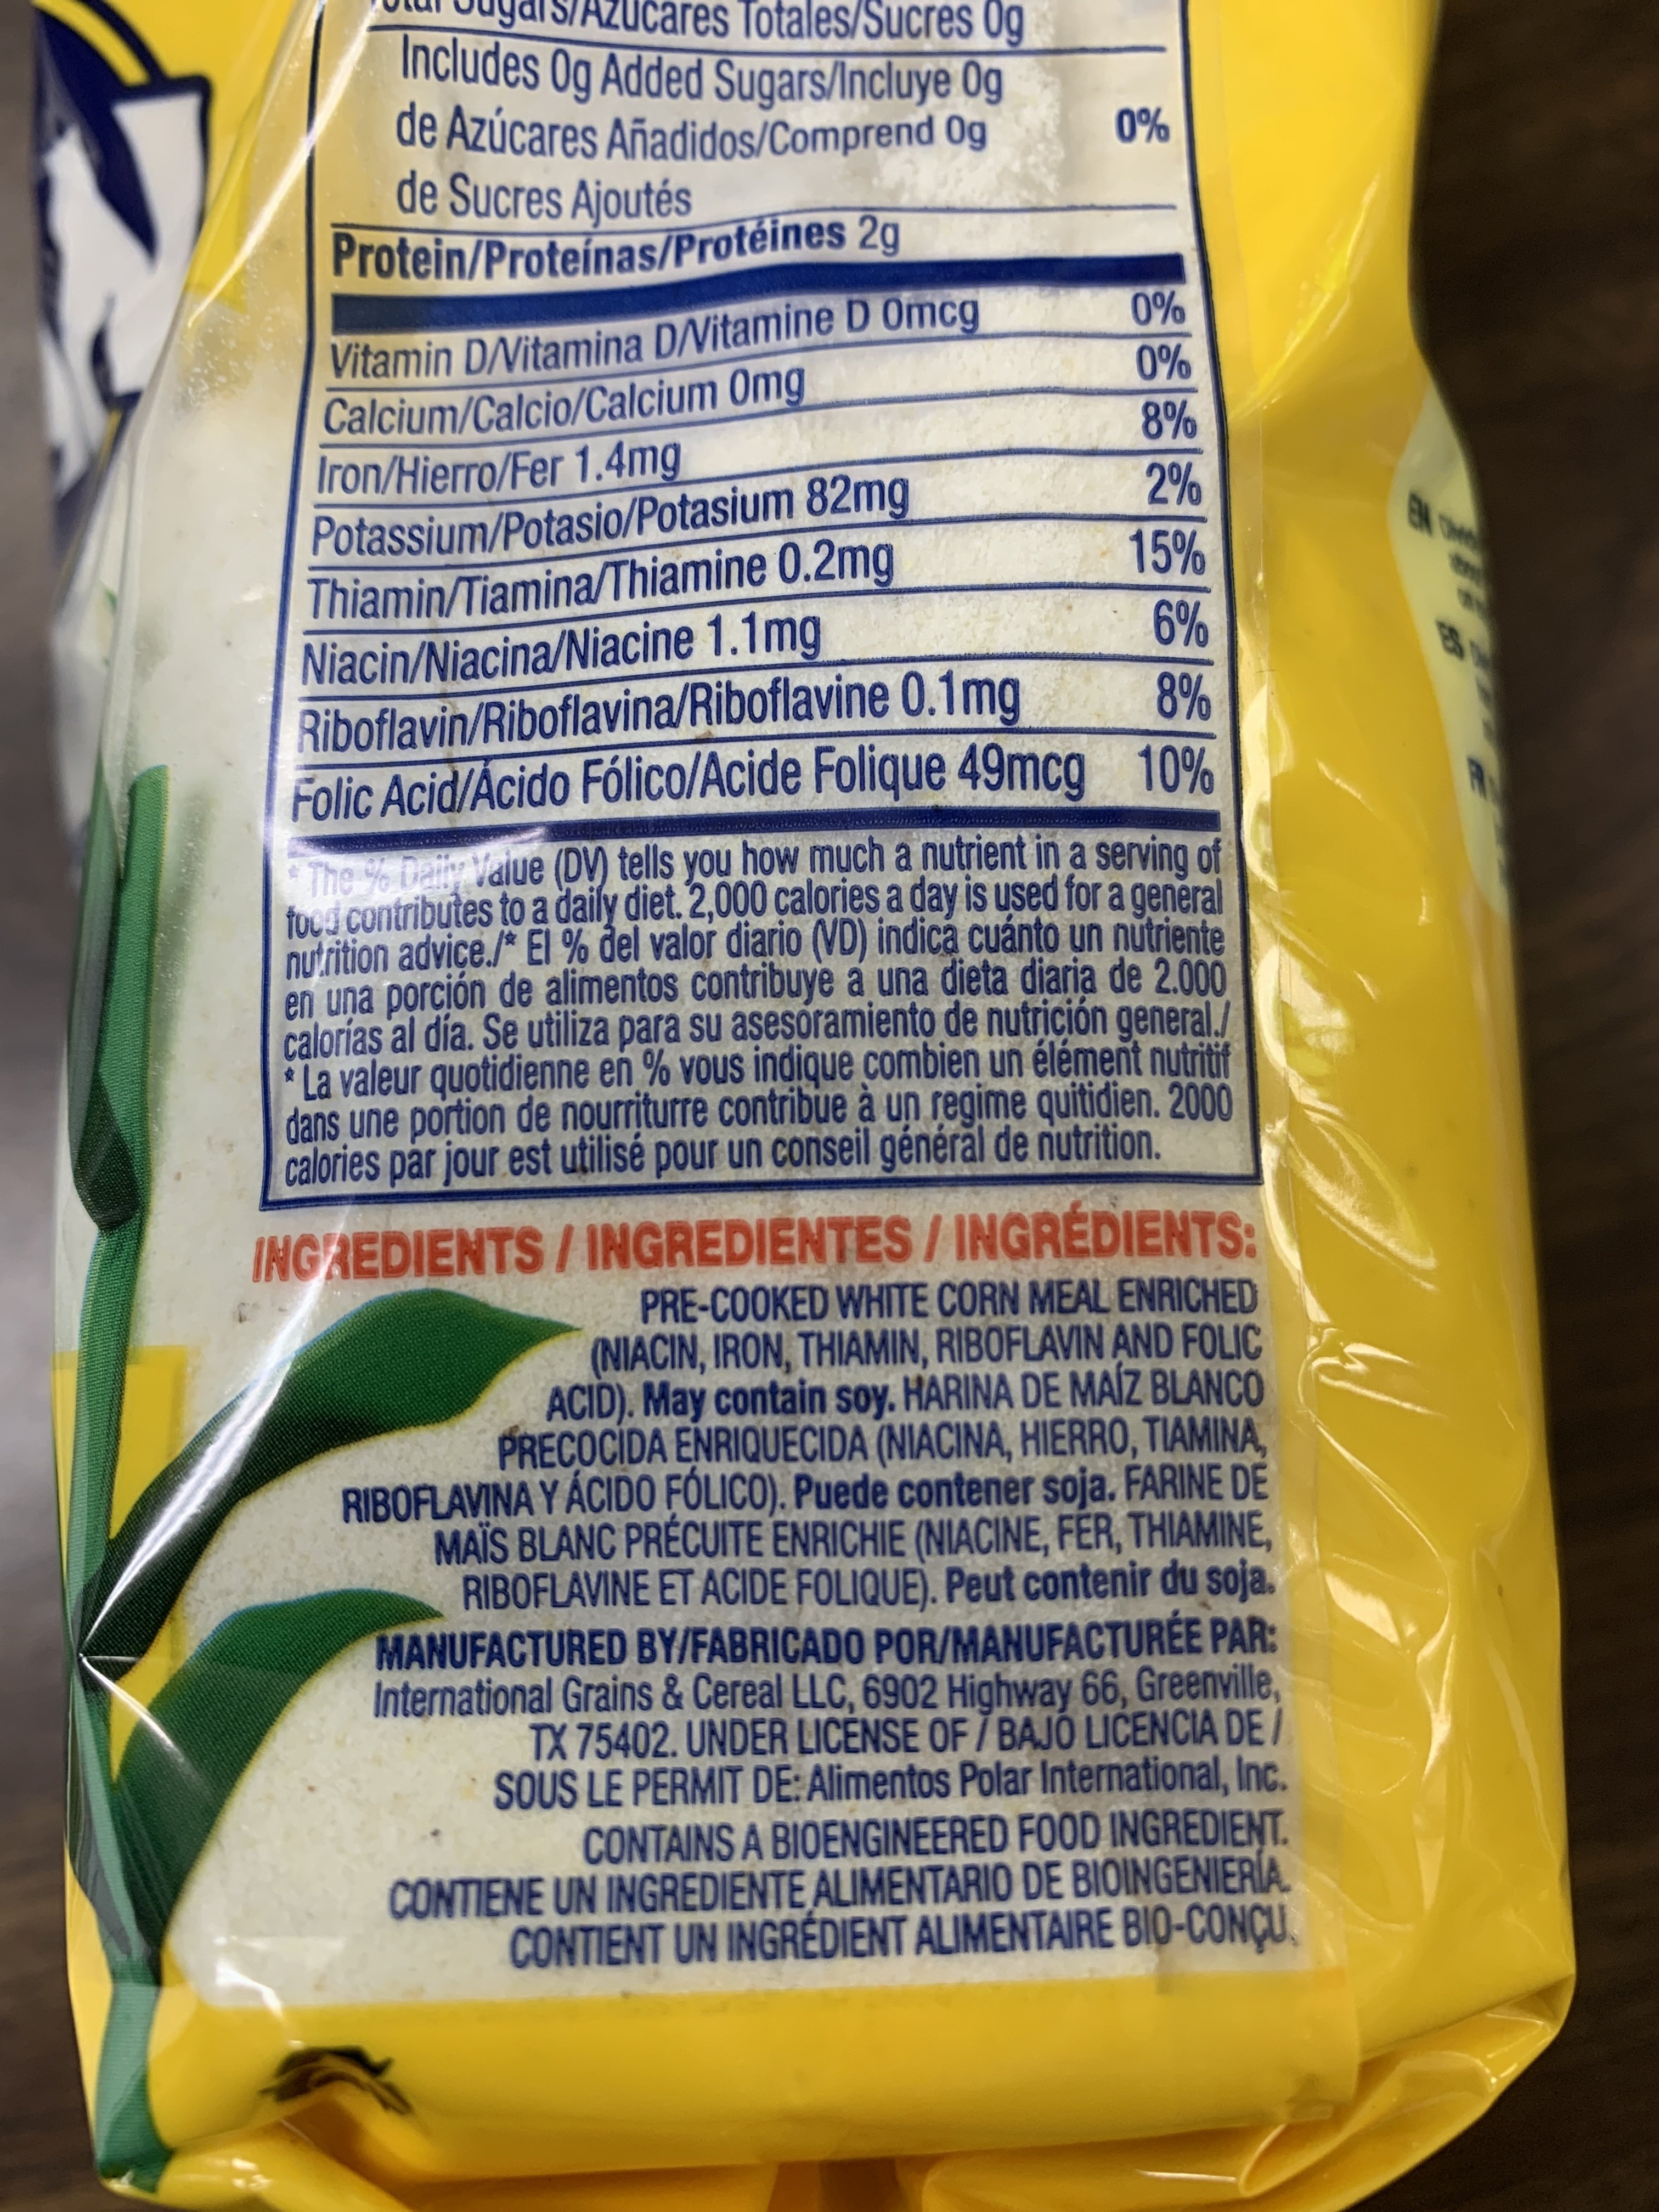 Sugars/Azúcares Totales/Sucres 0g
Includes 0g Added Sugars/Incluye 0g
de Azúcares Añadidos/Comprend 0g 0%
de Sucres Ajoutés
Protein/Proteínas/Protéines 2g
Vitamin D/Vitamina D/Vitamine D 0mcg 0%
Calcium/Calcio/Calcium 0mg 0%
Iron/Hierro/Fer 1.4mg 8%
Potassium/Potasio/Potasium 82mg 2%
Thiamin/Tiamina/Thiamine 0.2mg 15%
Niacin/Niacina/Niacine 1.1mg 6%
Riboflavin/Riboflavina/Riboflavine 0.1mg 8%
Folic Acid/Ácido Fólico/Acide Folique 49mcg 10%
* The % Daily Value (DV) tells you how much a nutrient in a serving of
food contributes to a daily diet. 2,000 calories a day is used for a general
nutrition advice./* El % del valor diario (VD) indica cuánto un nutriente
en una porción de alimentos contribuye a una dieta diaria de 2.000
calorías al día. Se utiliza para su asesoramiento de nutrición general./
* La valeur quotidienne en % vous indique combien un élément nutritif
dans une portion de nourriturre contribue à un regime quitidien. 2000
calories par jour est utilisé pour un conseil général de nutrition.
INGREDIENTS / INGREDIENTES / INGRÉDIENTS:
PRE-COOKED WHITE CORN MEAL ENRICHED
(NIACIN, IRON, THIAMIN, RIBOFLAVIN AND FOLIC
ACID). May contain soy. HARINA DE MAÍZ BLANCO
PRECOCIDA ENRIQUECIDA (NIACINA, HIERRO, TIAMINA,
RIBOFLAVINA Y ÁCIDO FÓLICO). Puede contener soja. FARINE DE
MAÏS BLANC PRÉCUITE ENRICHIE (NIACINE, FER, THIAMINE,
RIBOFLAVINE ET ACIDE FOLIQUE). Peut contenir du soja.
MANUFACTURED BY/FABRICADO POR/MANUFACTURÉE PAR:
International Grains & Cereal LLC, 6902 Highway 66, Greenville,
TX 75402. UNDER LICENSE OF / BAJO LICENCIA DE /
SOUS LE PERMIT DE: Alimentos Polar International, Inc.
CONTAINS A BIOENGINEERED FOOD INGREDIENT.
CONTIENE UN INGREDIENTE ALIMENTARIO DE BIOINGENIERÍA.
CONTIENT UN INGRÉDIENT ALIMENTAIRE BIO-CONÇU.
EN
ES